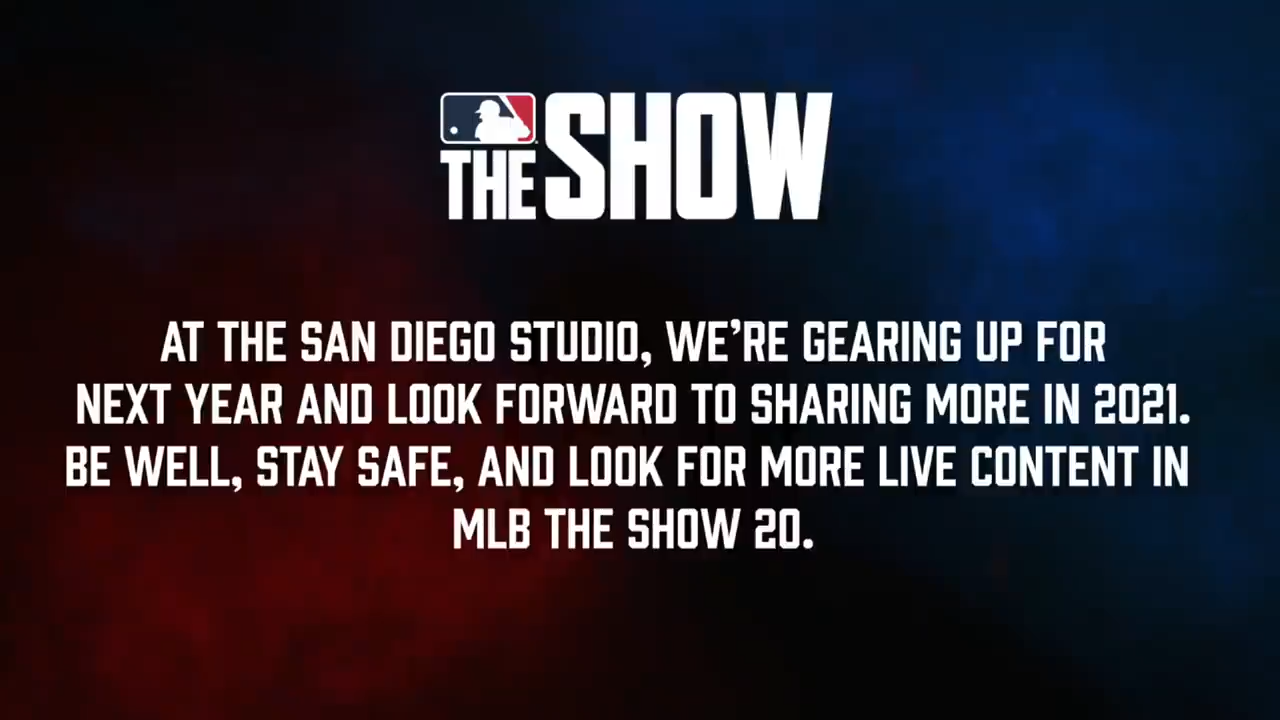 THE SHOW
AT THE SAN DIEGO STUDIO, WE’RE GEARING UP FOR
NEXT YEAR AND LOOK FORWARD TO SHARING MORE IN 2021.
BE WELL, STAY SAFE, AND LOOK FOR MORE LIVE CONTENT IN
MLB THE SHOW 20.